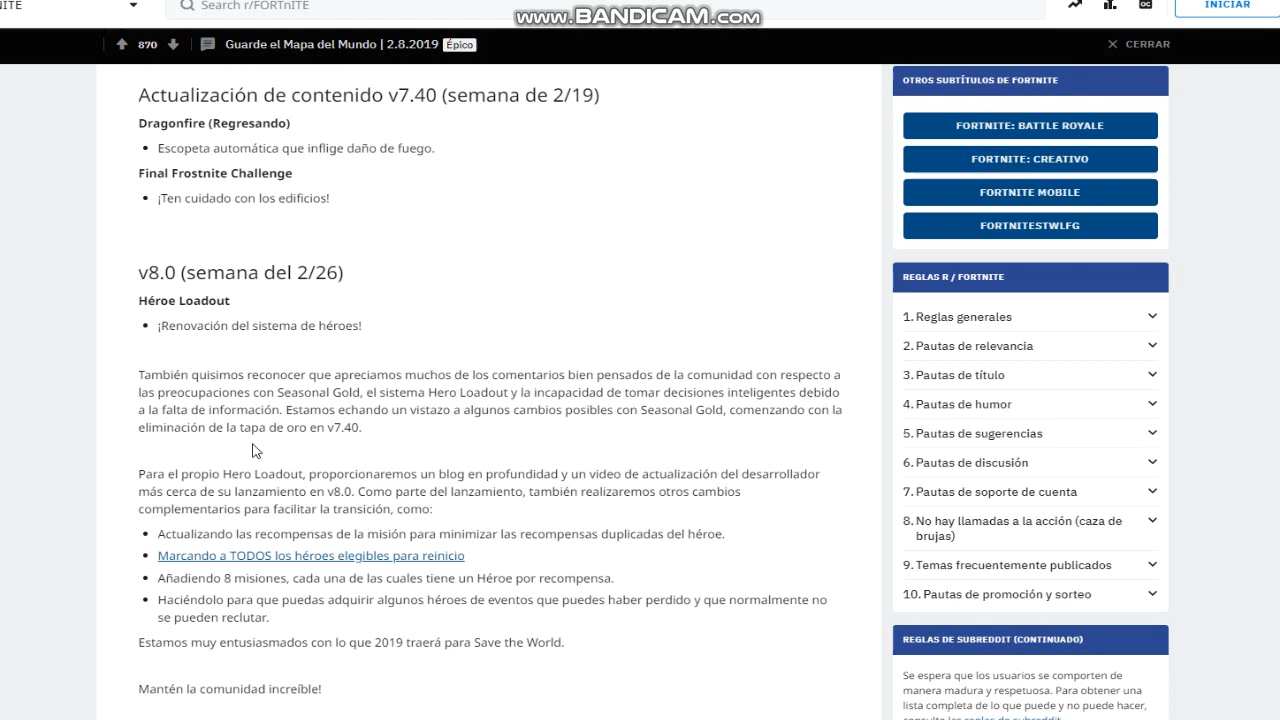 NITE
Search r/FORTnITE
www.BANDICAM.com
INICIAR
870 Guarde el Mapa del Mundo | 2.8.2019 Épico
CERRAR
Actualización de contenido v7.40 (semana de 2/19)
Dragonfire (Regresando)
Escopeta automática que inflige daño de fuego.
Final Frostnite Challenge
¡Ten cuidado con los edificios!
v8.0 (semana del 2/26)
Héroe Loadout
¡Renovación del sistema de héroes!
También quisimos reconocer que apreciamos muchos de los comentarios bien pensados de la comunidad con respecto a
las preocupaciones con Seasonal Gold, el sistema Hero Loadout y la incapacidad de tomar decisiones inteligentes debido
a la falta de información. Estamos echando un vistazo a algunos cambios posibles con Seasonal Gold, comenzando con la
eliminación de la tapa de oro en v7.40.
Para el propio Hero Loadout, proporcionaremos un blog en profundidad y un video de actualización del desarrollador
más cerca de su lanzamiento en v8.0. Como parte del lanzamiento, también realizaremos otros cambios
complementarios para facilitar la transición, como:
Actualizando las recompensas de la misión para minimizar las recompensas duplicadas del héroe.
Marcando a TODOS los héroes elegibles para reinicio
Añadiendo 8 misiones, cada una de las cuales tiene un Héroe por recompensa.
Haciéndolo para que puedas adquirir algunos héroes de eventos que puedes haber perdido y que normalmente no
se pueden reclutar.
Estamos muy entusiasmados con lo que 2019 traerá para Save the World.
Mantén la comunidad increíble!
OTROS SUBTÍTULOS DE FORTNITE
FORTNITE: BATTLE ROYALE
FORTNITE: CREATIVO
FORTNITE MOBILE
FORTNITESTWLFG
REGLAS R / FORTNITE
1. Reglas generales
2. Pautas de relevancia
3. Pautas de título
4. Pautas de humor
5. Pautas de sugerencias
6. Pautas de discusión
7. Pautas de soporte de cuenta
8. No hay llamadas a la acción (caza de
brujas)
9. Temas frecuentemente publicados
10. Pautas de promoción y sorteo
REGLAS DE SUBREDDIT (CONTINUADO)
Se espera que los usuarios se comporten de
manera madura y respetuosa. Para obtener una
lista completa de lo que puede y no puede hacer,
consulte las reglas de subreddit.